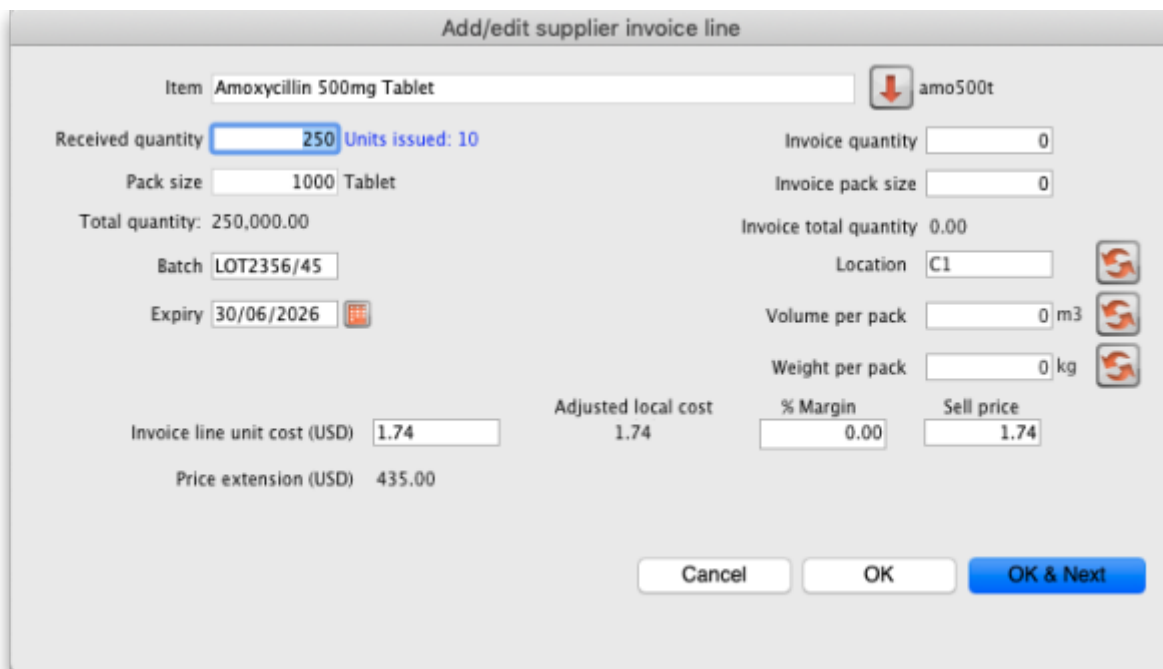 Add/edit supplier invoice line
Item Amoxycillin 500mg Tablet amo500t
Received quantity 250 Units issued: 10 Invoice quantity 0
Pack size 1000 Tablet Invoice pack size 0
Total quantity: 250,000.00 Invoice total quantity 0.00
Batch LOT2356/45 Location C1
Expiry 30/06/2026 Volume per pack 0 m3
Weight per pack 0 kg
Adjusted local cost % Margin Sell price
Invoice line unit cost (USD) 1.74 1.74 0.00 1.74
Price extension (USD) 435.00
Cancel OK OK & Next